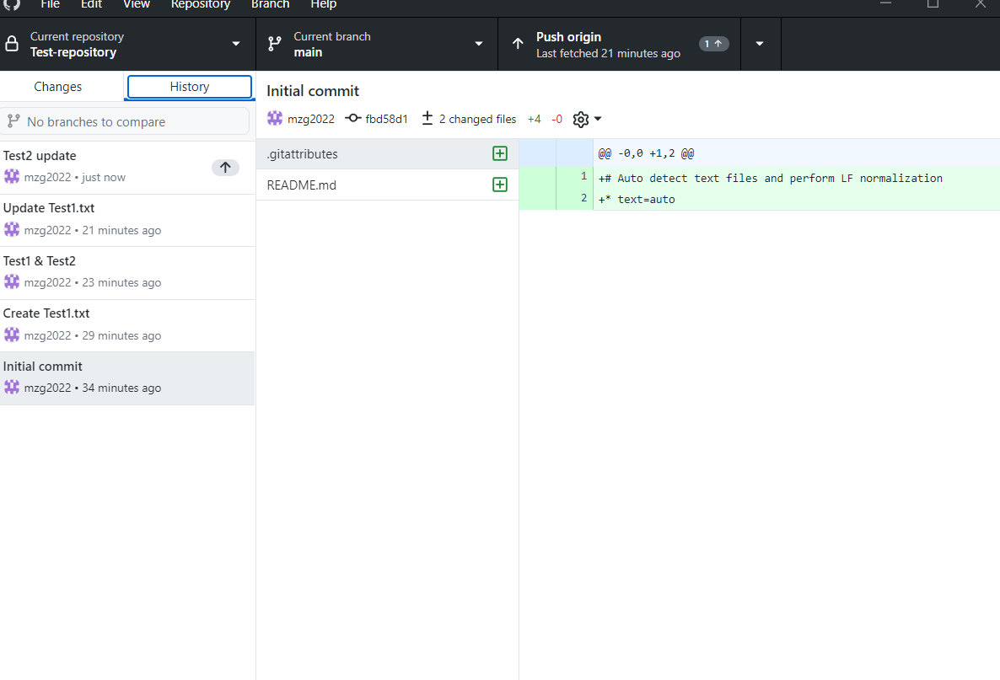 File Edit View Repository Branch Help
Current repository
Test-repository
Current branch
main
Push origin
Last fetched 21 minutes ago
1
Changes
History
No branches to compare
Test2 update
mzg2022 • just now
Update Test1.txt
mzg2022 • 21 minutes ago
Test1 & Test2
mzg2022 • 23 minutes ago
Create Test1.txt
mzg2022 • 29 minutes ago
Initial commit
mzg2022 • 34 minutes ago
Initial commit
mzg2022 fbd58d1 2 changed files +4 -0
.gitattributes
README.md
@@ -0,0 +1,2 @@
1 +# Auto detect text files and perform LF normalization
2 +* text=auto